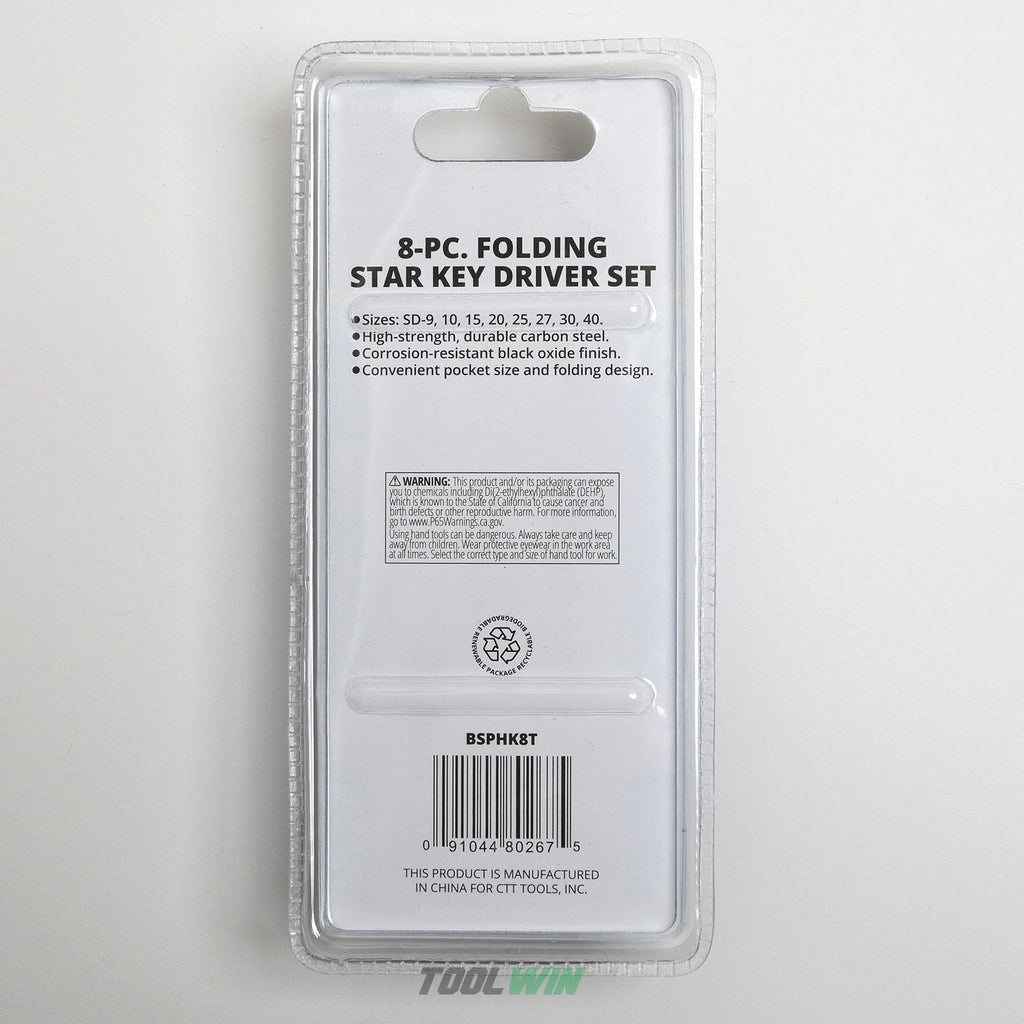 8-PC. FOLDING
STAR KEY DRIVER SET
●Sizes: SD-9, 10, 15, 20, 25, 27, 30, 40.
●High-strength, durable carbon steel.
●Corrosion-resistant black oxide finish.
●Convenient pocket size and folding design.
⚠ WARNING: This product and/or its packaging can expose
you to chemicals including Di(2-ethylhexyl)phthalate (DEHP),
which is known to the State of California to cause cancer and
birth defects or other reproductive harm. For more information,
go to www.P65Warnings.ca.gov.
Using hand tools can be dangerous. Always take care and keep
away from children. Wear protective eyewear in the work area
at all times. Select the correct type and size of hand tool for work.
RENEWABLE PACKAGE RECYCLABLE BIODEGRADABLE
BSPHK8T
0 91044 80267 5
THIS PRODUCT IS MANUFACTURED
IN CHINA FOR CTT TOOLS, INC.
TOOLWIN